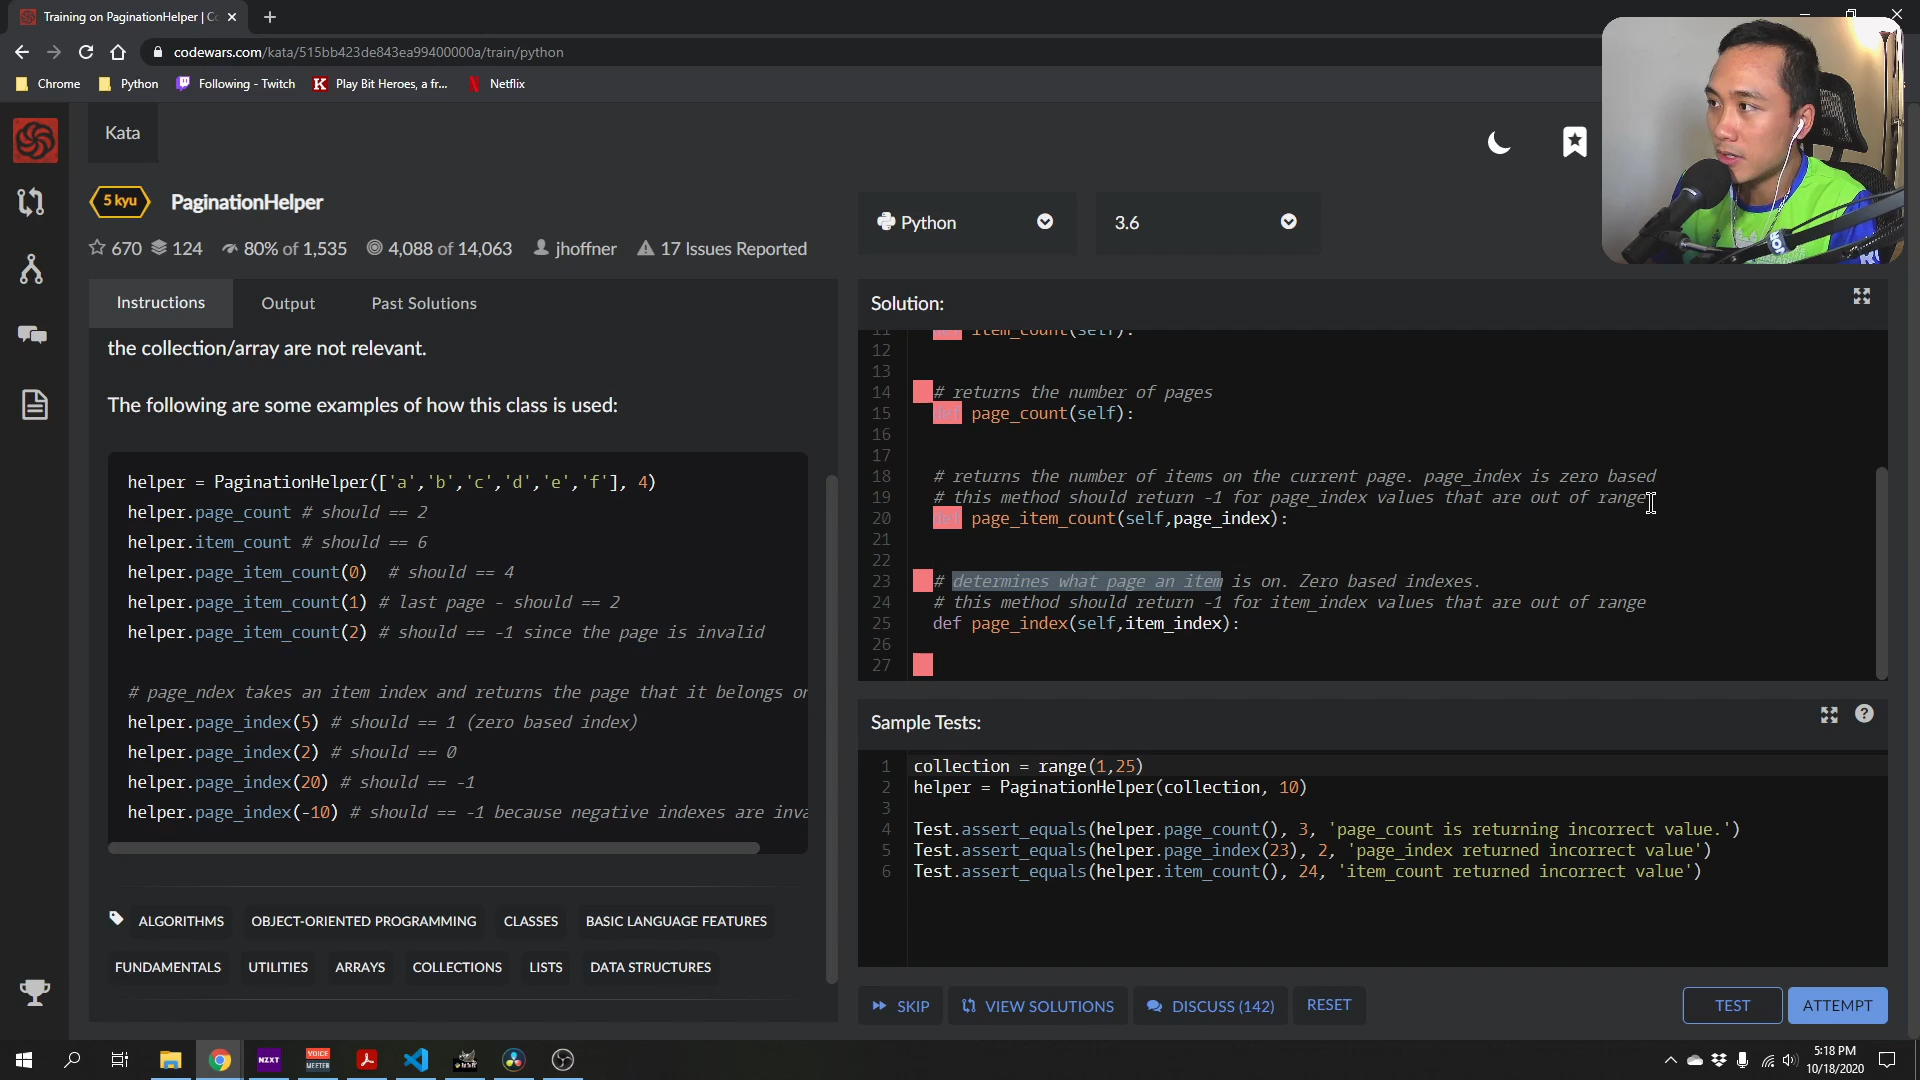 Training on PaginationHelper | C
codewars.com/kata/515bb423de843ea99400000a/train/python
Chrome
Python
Following - Twitch
K
Play Bit Heroes, a fr...
N
Netflix
Kata
5 kyu
PaginationHelper
670
124
80% of 1,535
4,088 of 14,063
jhoffner
17 Issues Reported
Python
3.6
Instructions
Output
Past Solutions
the collection/array are not relevant.
The following are some examples of how this class is used:
helper = PaginationHelper(['a','b','c','d','e','f'], 4)
helper.page_count # should == 2
helper.item_count # should == 6
helper.page_item_count(0)  # should == 4
helper.page_item_count(1) # last page - should == 2
helper.page_item_count(2) # should == -1 since the page is invalid
# page_ndex takes an item index and returns the page that it belongs on
helper.page_index(5) # should == 1 (zero based index)
helper.page_index(2) # should == 0
helper.page_index(20) # should == -1
helper.page_index(-10) # should == -1 because negative indexes are inva
ALGORITHMS
OBJECT-ORIENTED PROGRAMMING
CLASSES
BASIC LANGUAGE FEATURES
FUNDAMENTALS
UTILITIES
ARRAYS
COLLECTIONS
LISTS
DATA STRUCTURES
Solution:
11 def item_count(self):
12
13
14 # returns the number of pages
15 def page_count(self):
16
17
18 # returns the number of items on the current page. page_index is zero based
19 # this method should return -1 for page_index values that are out of range
20 def page_item_count(self,page_index):
21
22
23 # determines what page an item is on. Zero based indexes.
24 # this method should return -1 for item_index values that are out of range
25 def page_index(self,item_index):
26
27
Sample Tests:
1 collection = range(1,25)
2 helper = PaginationHelper(collection, 10)
3
4 Test.assert_equals(helper.page_count(), 3, 'page_count is returning incorrect value.')
5 Test.assert_equals(helper.page_index(23), 2, 'page_index returned incorrect value')
6 Test.assert_equals(helper.item_count(), 24, 'item_count returned incorrect value')
SKIP
VIEW SOLUTIONS
DISCUSS (142)
RESET
TEST
ATTEMPT
NZXT
VOICE
MEETER
5:18 PM
10/18/2020